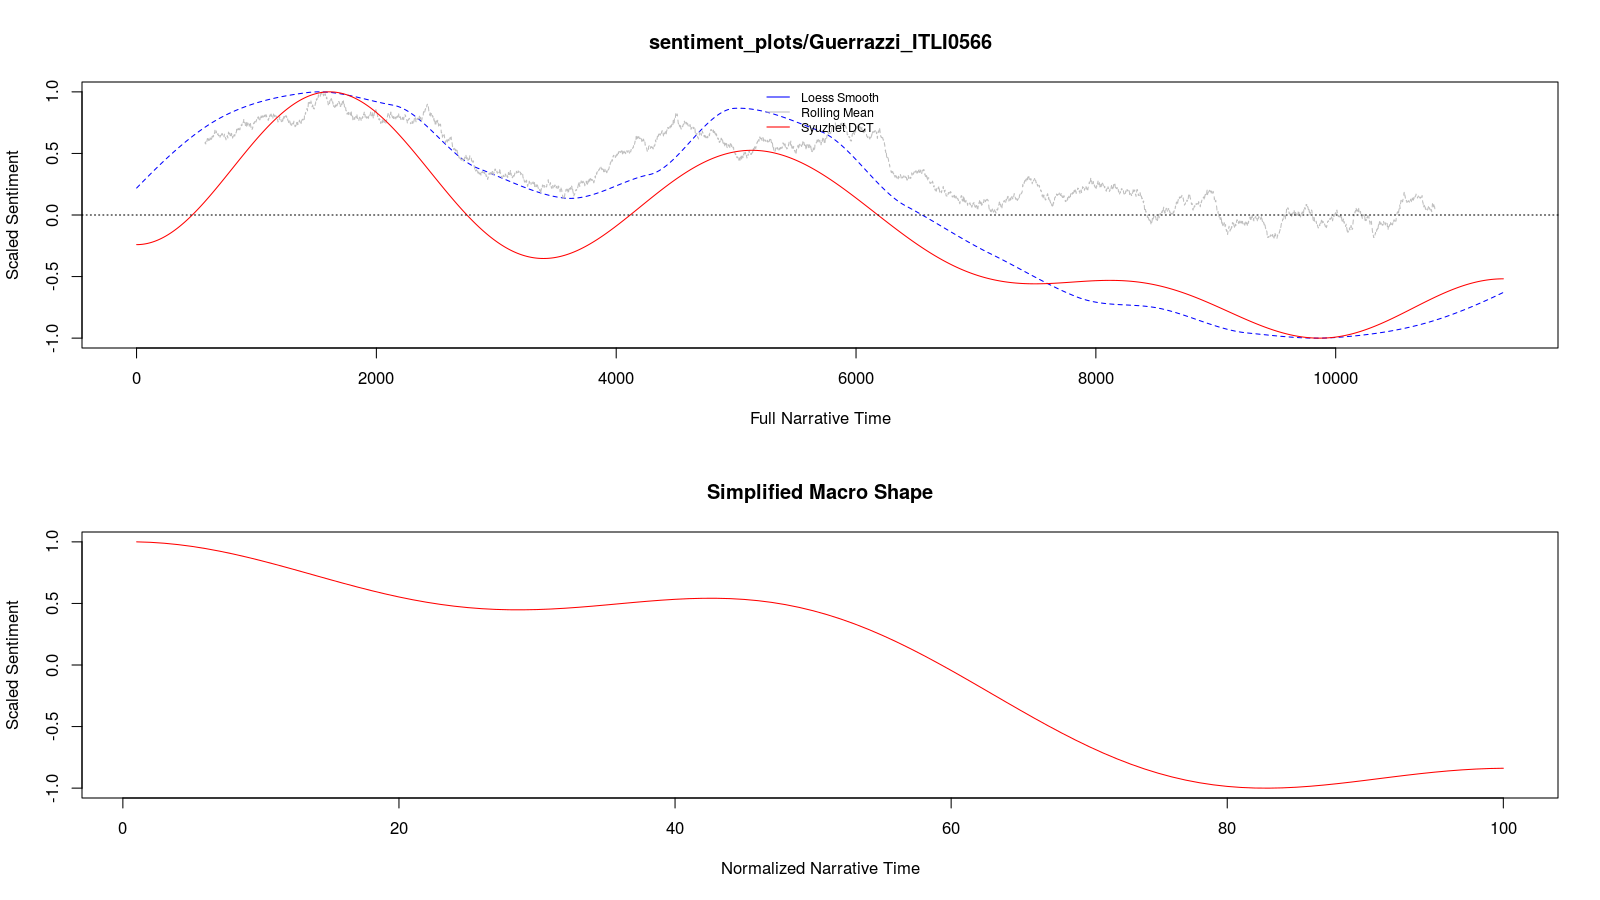 sentiment_plots/Guerrazzi_ITLI0566
Loess Smooth
Rolling Mean
Syuzhet DCT
Scaled Sentiment
1.0
0.5
0.0
-0.5
-1.0
0 2000 4000 6000 8000 10000
Full Narrative Time
Simplified Macro Shape
Scaled Sentiment
1.0
0.5
0.0
-0.5
-1.0
0 20 40 60 80 100
Normalized Narrative Time